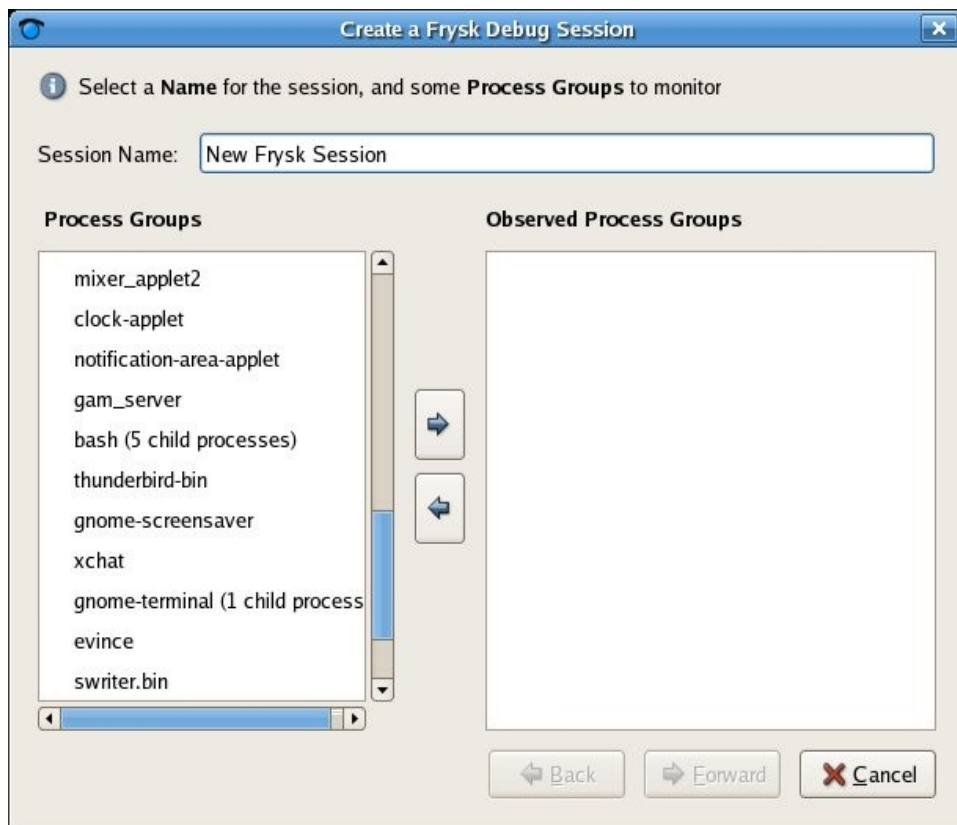 Create a Frysk Debug Session
Select a Name for the session, and some Process Groups to monitor
Session Name: New Frysk Session
Process Groups
mixer_applet2
clock-applet
notification-area-applet
gam_server
bash (5 child processes)
thunderbird-bin
gnome-screensaver
xchat
gnome-terminal (1 child process
evince
swriter.bin
Observed Process Groups
Back
Forward
Cancel